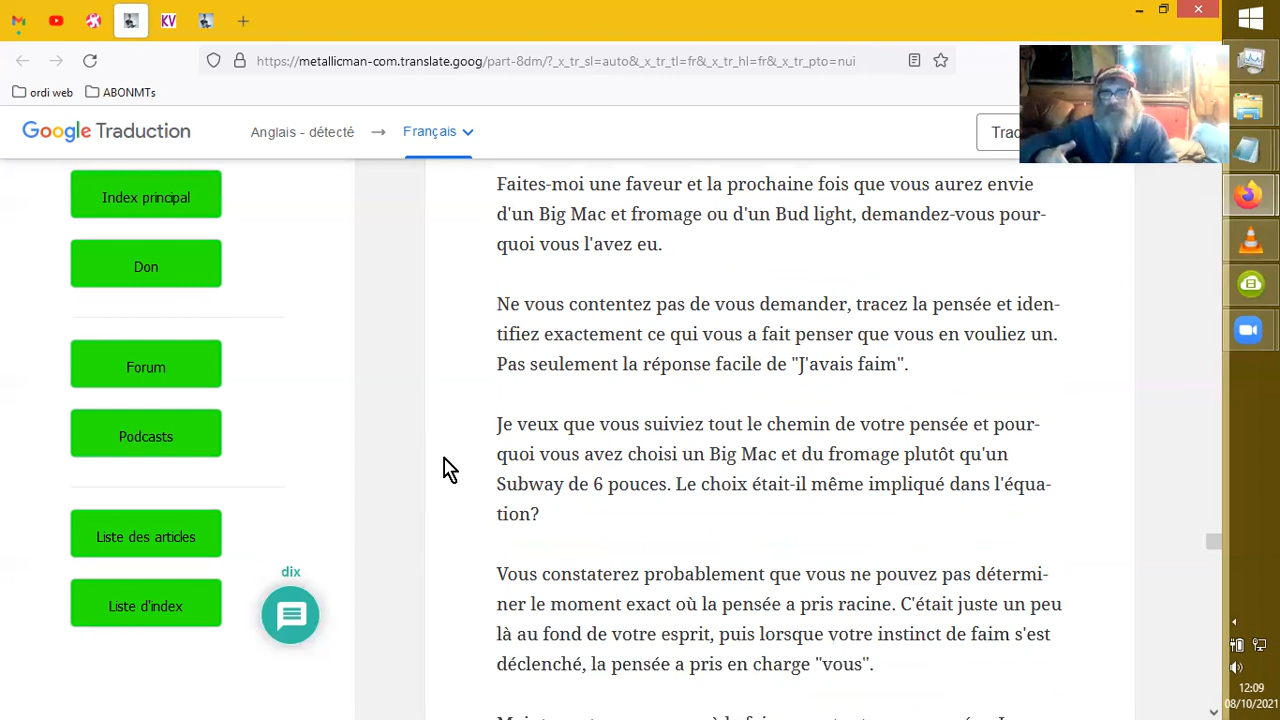 https://metallicman-com.translate.goog/part-8dm/?_x_tr_sl=auto&_x_tr_tl=fr&_x_tr_hl=fr&_x_tr_pto=nui
ordi web
ABONMTs
Google Traduction
Anglais - détecté → Français
Trad
Index principal
Don
Forum
Podcasts
Liste des articles
Liste d'index
dix
Faites-moi une faveur et la prochaine fois que vous aurez envie
d'un Big Mac et fromage ou d'un Bud light, demandez-vous pour-
quoi vous l'avez eu.
Ne vous contentez pas de vous demander, tracez la pensée et iden-
tifiez exactement ce qui vous a fait penser que vous en vouliez un.
Pas seulement la réponse facile de "J'avais faim".
Je veux que vous suiviez tout le chemin de votre pensée et pour-
quoi vous avez choisi un Big Mac et du fromage plutôt qu'un
Subway de 6 pouces. Le choix était-il même impliqué dans l'équa-
tion?
Vous constaterez probablement que vous ne pouvez pas détermi-
ner le moment exact où la pensée a pris racine. C'était juste un peu
là au fond de votre esprit, puis lorsque votre instinct de faim s'est
déclenché, la pensée a pris en charge "vous".
KV
12:09
08/10/2021